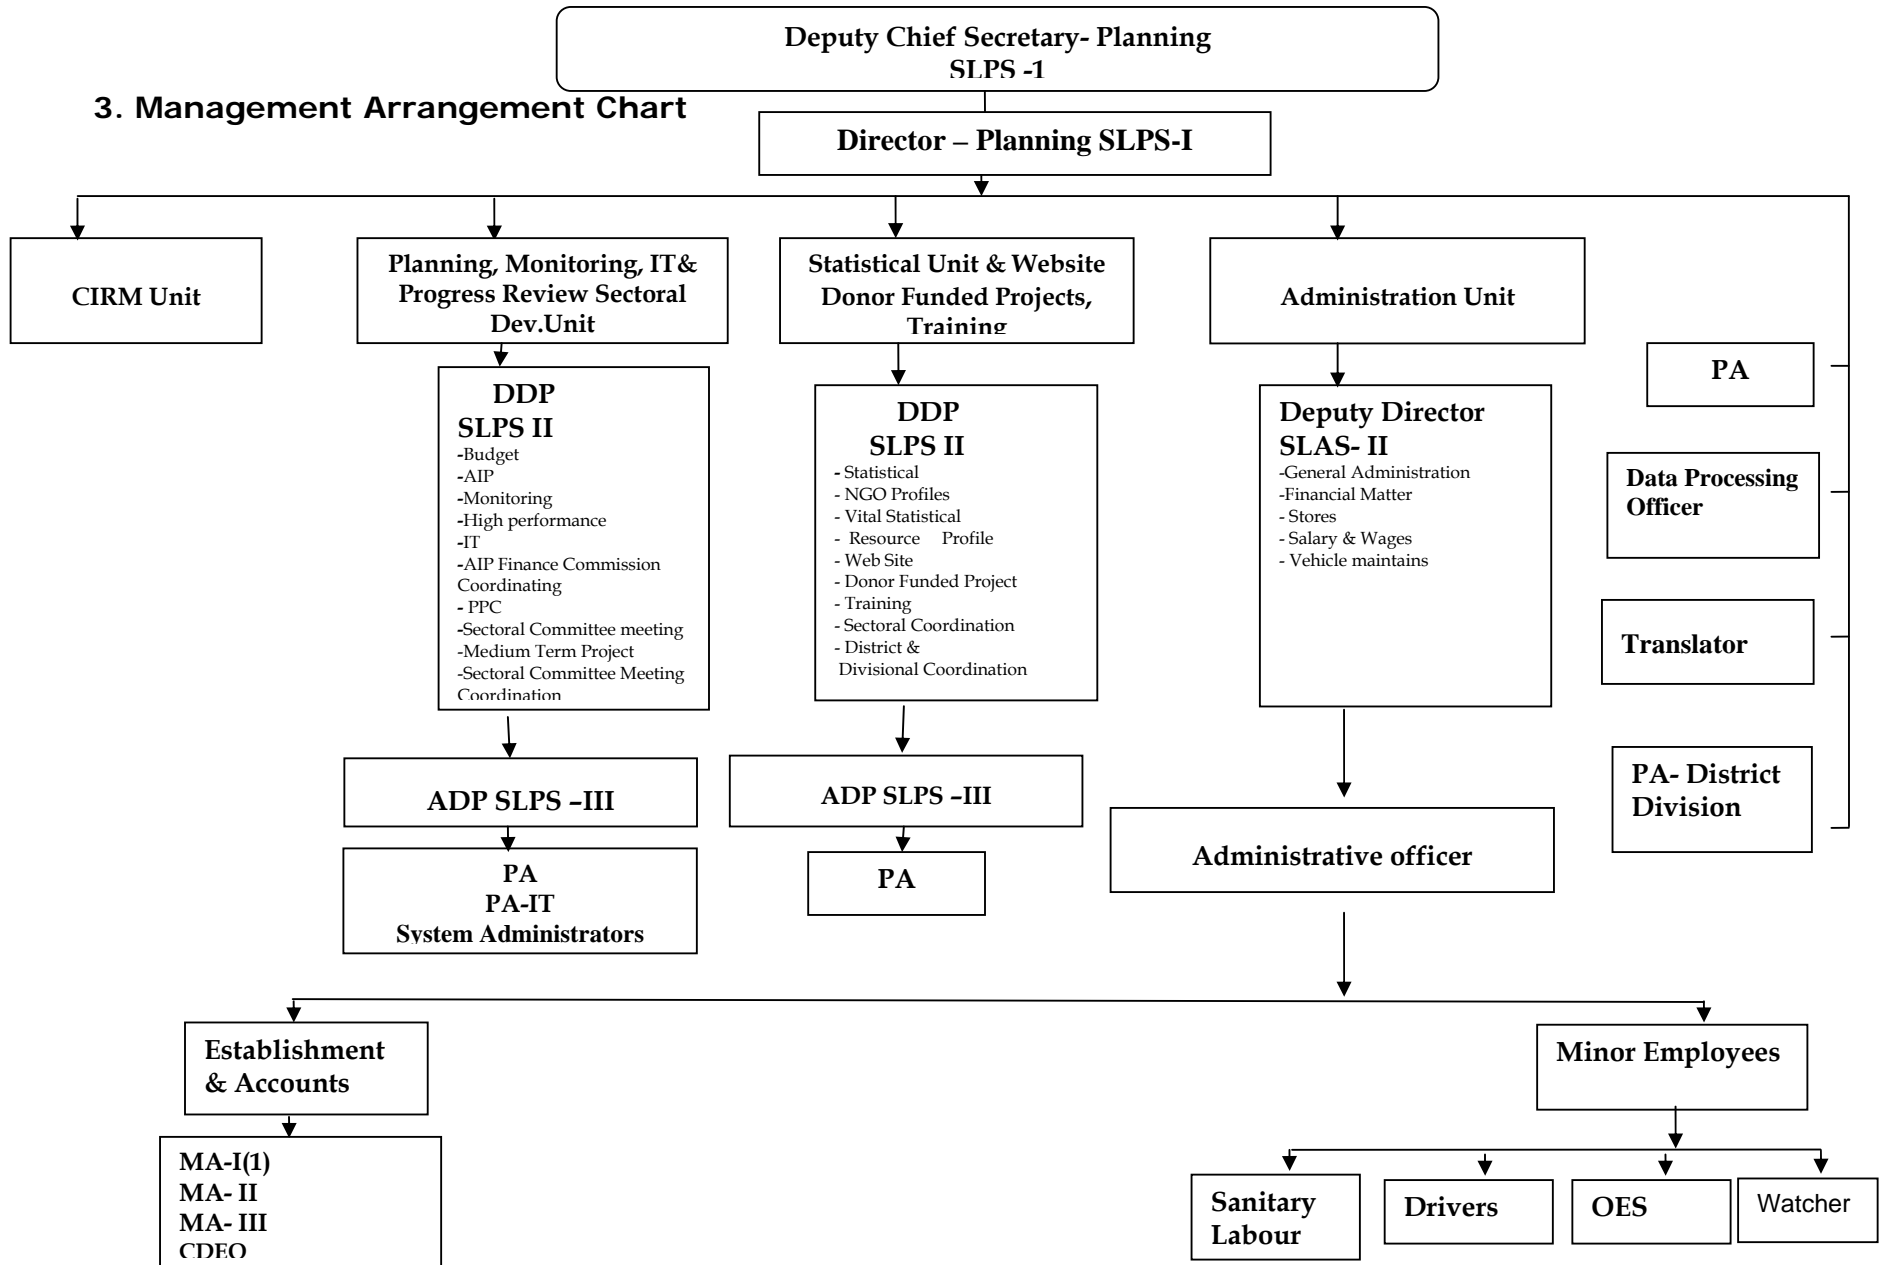 Deputy Chief Secretary- Planning
SLPS -1
3. Management Arrangement Chart
Director – Planning SLPS-I
CIRM Unit
Planning, Monitoring, IT&
Progress Review Sectoral
Dev.Unit
Statistical Unit & Website
Donor Funded Projects,
Training
Administration Unit
PA
Data Processing
Officer
Translator
PA- District
Division
DDP
SLPS II
-Budget
-AIP
-Monitoring
-High performance
-IT
-AIP Finance Commission
Coordinating
- PPC
-Sectoral Committee meeting
-Medium Term Project
-Sectoral Committee Meeting
Coordination
DDP
SLPS II
- Statistical
- NGO Profiles
- Vital Statistical
- Resource Profile
- Web Site
- Donor Funded Project
- Training
- Sectoral Coordination
- District &
Divisional Coordination
Deputy Director
SLAS- II
-General Administration
-Financial Matter
- Stores
- Salary & Wages
- Vehicle maintains
ADP SLPS –III
ADP SLPS –III
Administrative officer
PA
PA-IT
System Administrators
PA
Establishment
& Accounts
Minor Employees
MA-I(1)
MA- II
MA- III
CDEO
Sanitary
Labour
Drivers
OES
Watcher